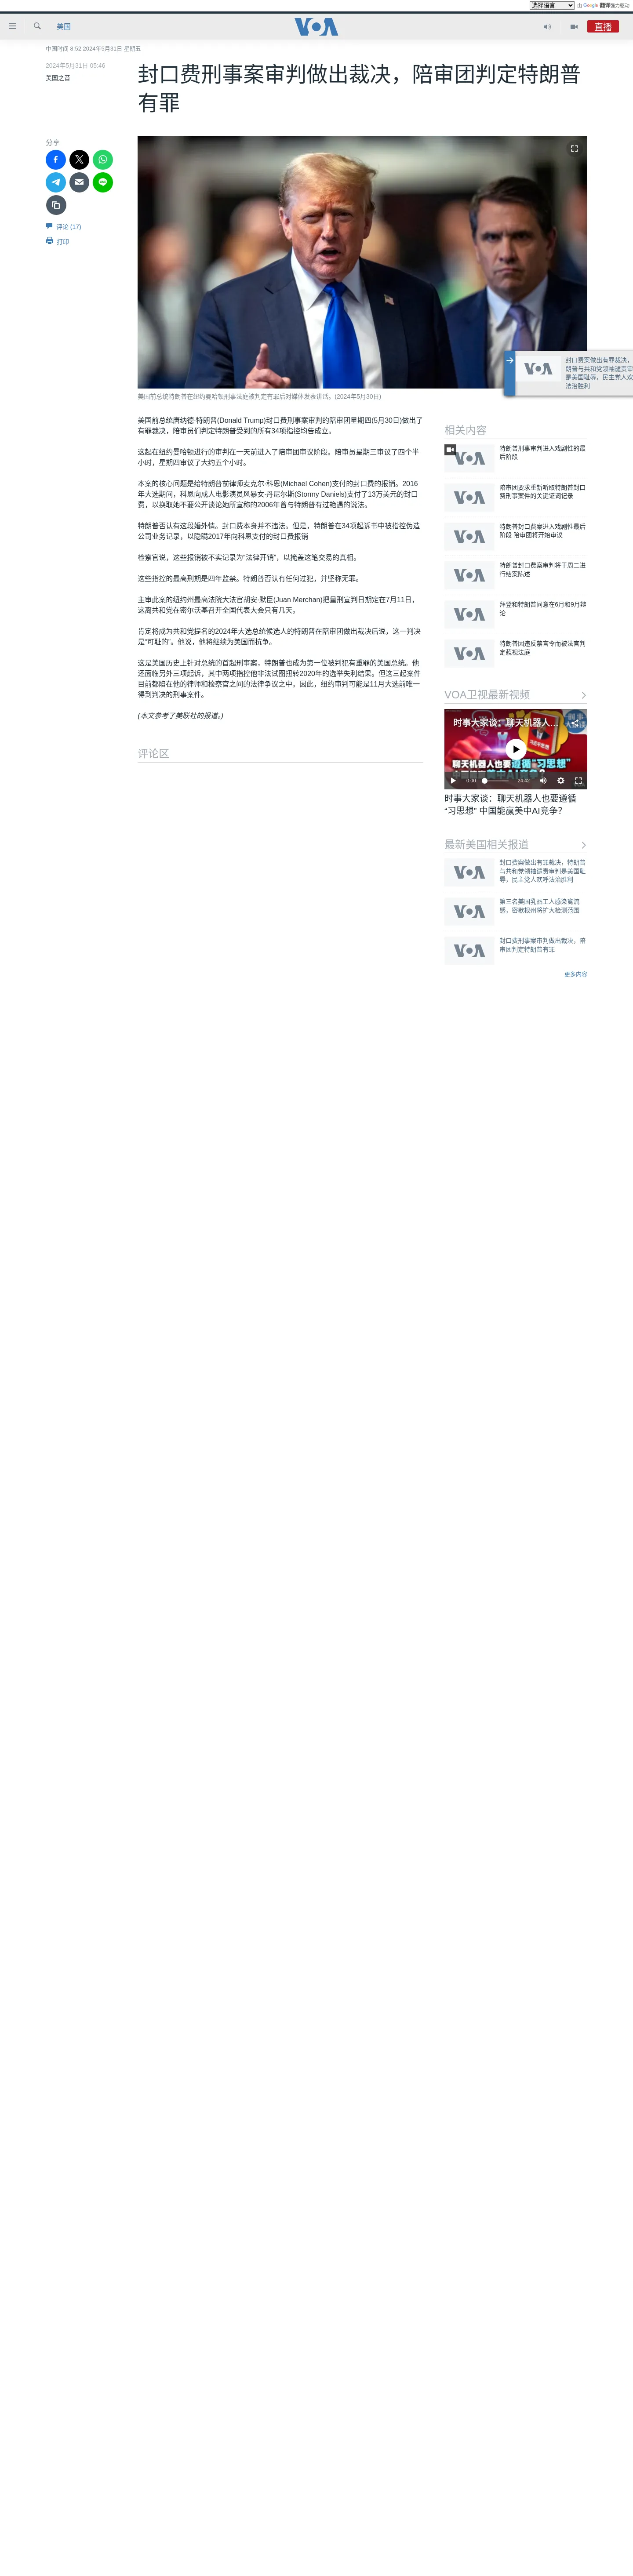 选择语言
由 Google 翻译强力驱动
美国
VOA
直播
中国时间 8:52 2024年5月31日 星期五
2024年5月31日 05:46
美国之音
封口费刑事案审判做出裁决，陪审团判定特朗普
有罪
分享
评论 (17)
打印
美国前总统特朗普在纽约曼哈顿刑事法庭被判定有罪后对媒体发表讲话。(2024年5月30日)
封口费案做出有罪裁决，
朗普与共和党领袖谴责审
是美国耻辱，民主党人欢
法治胜利
VOA
美国前总统唐纳德·特朗普(Donald Trump)封口费刑事案审判的陪审团星期四(5月30日)做出了
有罪裁决，陪审员们判定特朗普受到的所有34项指控均告成立。
这起在纽约曼哈顿进行的审判在一天前进入了陪审团审议阶段。陪审员星期三审议了四个半
小时，星期四审议了大约五个小时。
本案的核心问题是给特朗普前律师麦克尔·科恩(Michael Cohen)支付的封口费的报销。2016
年大选期间，科恩向成人电影演员风暴女·丹尼尔斯(Stormy Daniels)支付了13万美元的封口
费，以换取她不要公开谈论她所宣称的2006年曾与特朗普有过艳遇的说法。
特朗普否认有这段婚外情。封口费本身并不违法。但是，特朗普在34项起诉书中被指控伪造
公司业务记录，以隐瞒2017年向科恩支付的封口费报销
检察官说，这些报销被不实记录为“法律开销”，以掩盖这笔交易的真相。
这些指控的最高刑期是四年监禁。特朗普否认有任何过犯，并坚称无罪。
主审此案的纽约州最高法院大法官胡安·默臣(Juan Merchan)把量刑宣判日期定在7月11日，
这离共和党在密尔沃基召开全国代表大会只有几天。
肯定将成为共和党提名的2024年大选总统候选人的特朗普在陪审团做出裁决后说，这一判决
是“可耻的”。他说，他将继续为美国而抗争。
这是美国历史上针对总统的首起刑事案，特朗普也成为第一位被判犯有重罪的美国总统。他
还面临另外三项起诉，其中两项指控他非法试图扭转2020年的选举失利结果。但这三起案件
目前都陷在他的律师和检察官之间的法律争议之中。因此，纽约审判可能是11月大选前唯一
得到判决的刑事案件。
(本文参考了美联社的报道。)
评论区
相关内容
VOA
特朗普刑事审判进入戏剧性的最
后阶段
VOA
陪审团要求重新听取特朗普封口
费刑事案件的关键证词记录
VOA
特朗普封口费案进入戏剧性最后
阶段 陪审团将开始审议
VOA
特朗普封口费案审判将于周二进
行结案陈述
VOA
拜登和特朗普同意在6月和9月辩
论
VOA
特朗普因违反禁言令而被法官判
定藐视法庭
VOA卫视最新视频
时事大家谈：聊天机器人...
聊天机器人也要遵循“习思想”
0:00
24:42
时事大家谈：聊天机器人也要遵循
“习思想” 中国能赢美中AI竞争？
最新美国相关报道
VOA
封口费案做出有罪裁决，特朗普
与共和党领袖谴责审判是美国耻
辱，民主党人欢呼法治胜利
VOA
第三名美国乳品工人感染禽流
感，密歇根州将扩大检测范围
VOA
封口费刑事案审判做出裁决，陪
审团判定特朗普有罪
更多内容